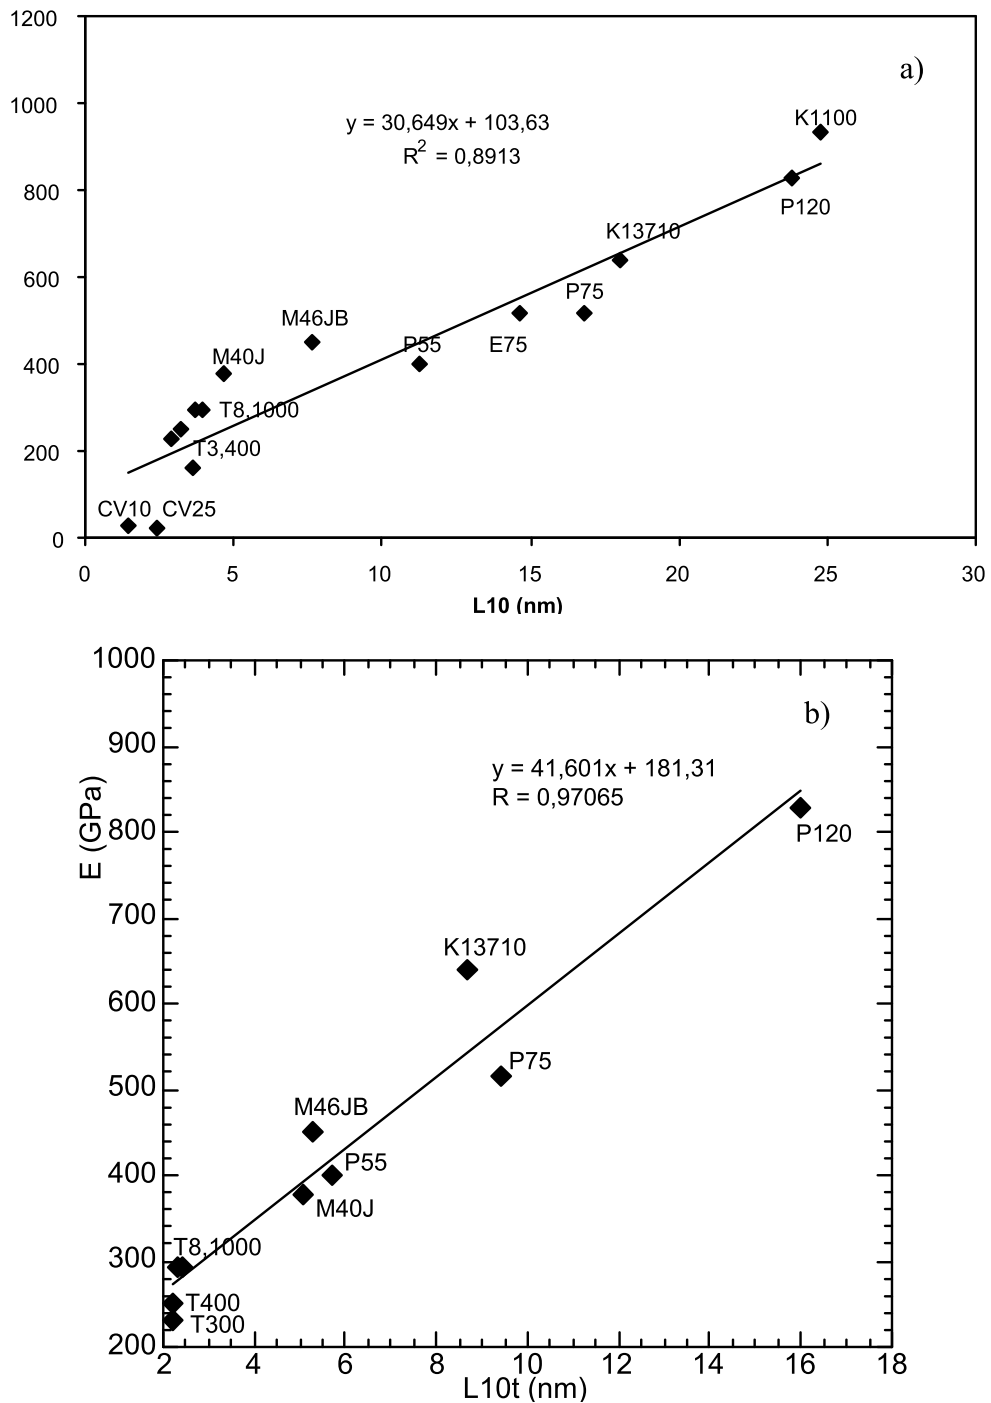 1200
a)
1000
K1100
y = 30,649x + 103,63
R2 = 0,8913
800
P120
K13710
600
P75
M46JB
P55
E75
M40J
400
T8,1000
200
T3,400
CV10
CV25
0
0
5
10
15
20
25
30
L10 (nm)
1000
b)
900
y = 41,601x + 181,31
R = 0,97065
E (GPa)
800
P120
700
K13710
600
P75
500
M46JB
400
P55
M40J
300
T8,1000
T400
T300
200
2
4
6
8
10
12
14
16
18
L10t (nm)